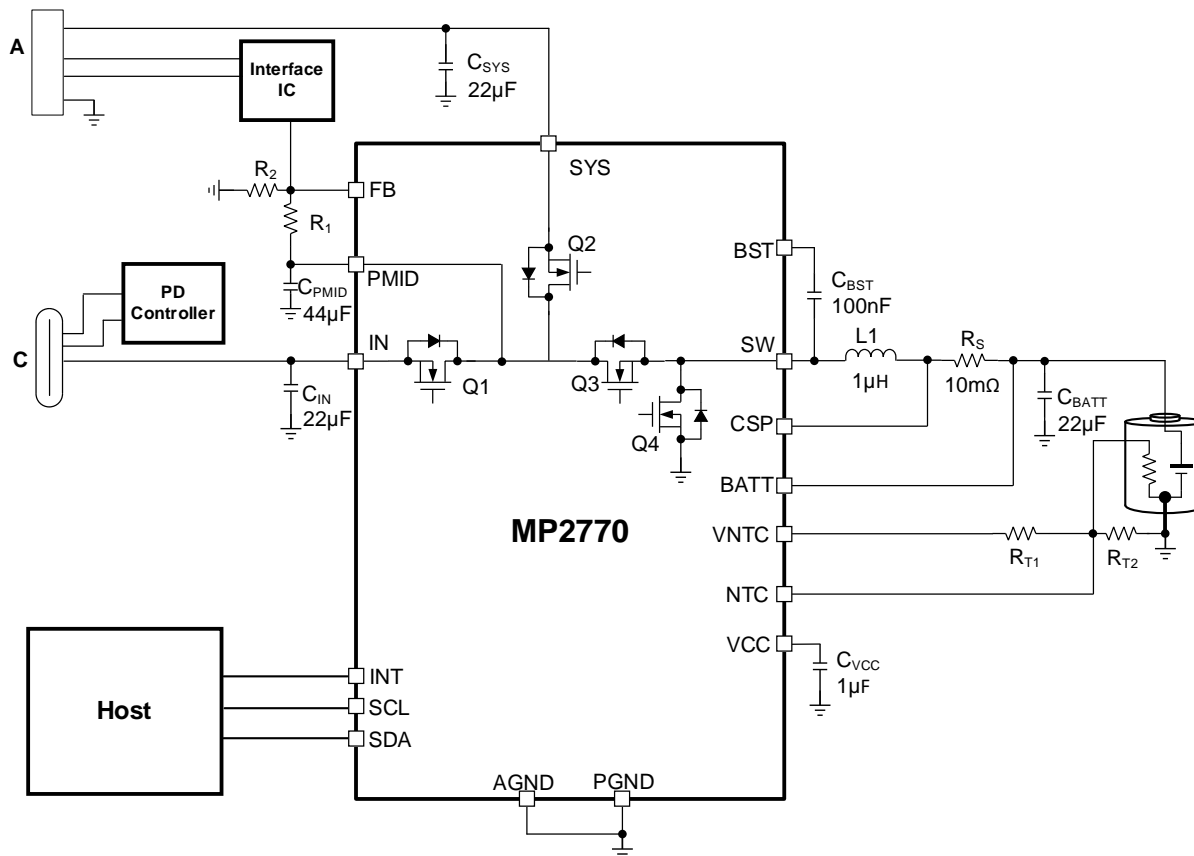 A
Interface
IC
CSYS
22µF
SYS
R2
FB
R1
Q2
BST
PMID
CPMID
44µF
CBST
100nF
PD
Controller
C
IN
Q1
Q3
SW
L1
1µH
RS
10mΩ
CIN
22µF
Q4
CSP
CBATT
22µF
BATT
MP2770
VNTC
RT1
RT2
NTC
VCC
CVCC
1µF
Host
INT
SCL
SDA
AGND
PGND